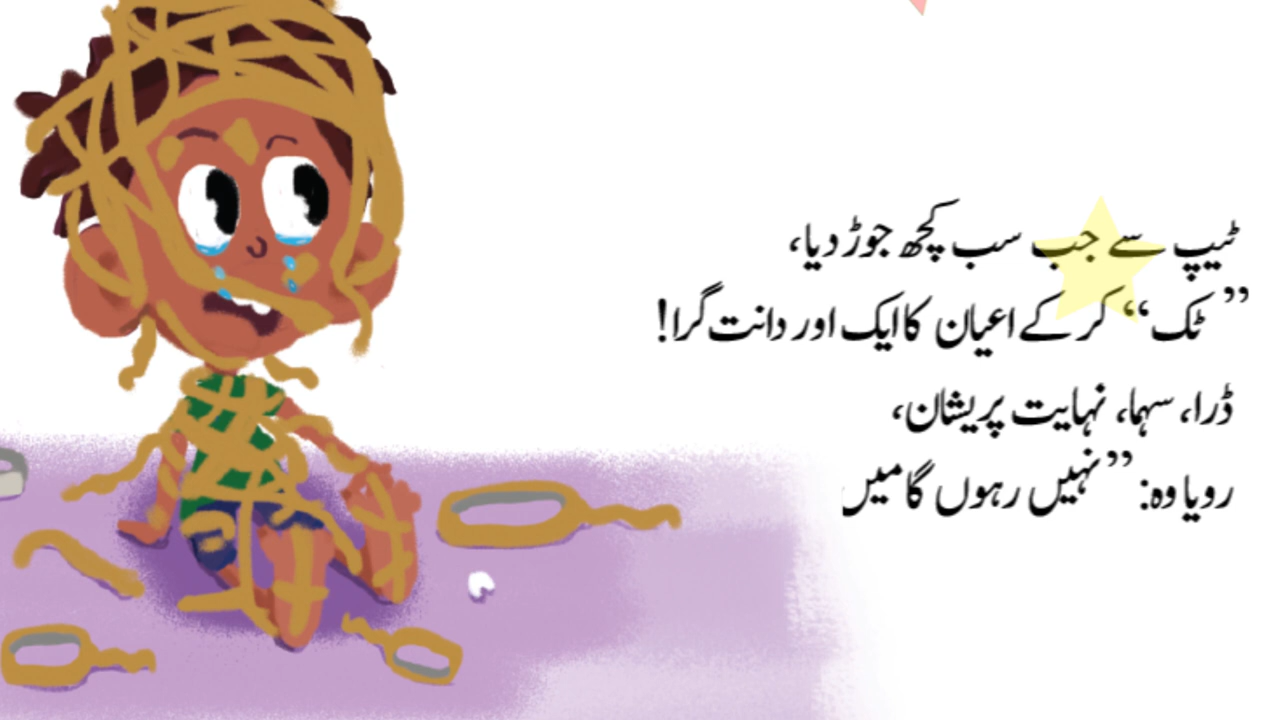 ٹیپ سے جب سب کچھ جوڑ دیا،
”ٹک“ کر کے اعیان کا ایک اور دانت گرا!
ڈرا، سہما، نہایت پریشان،
رویا وہ: ”نہیں رہوں گا میں